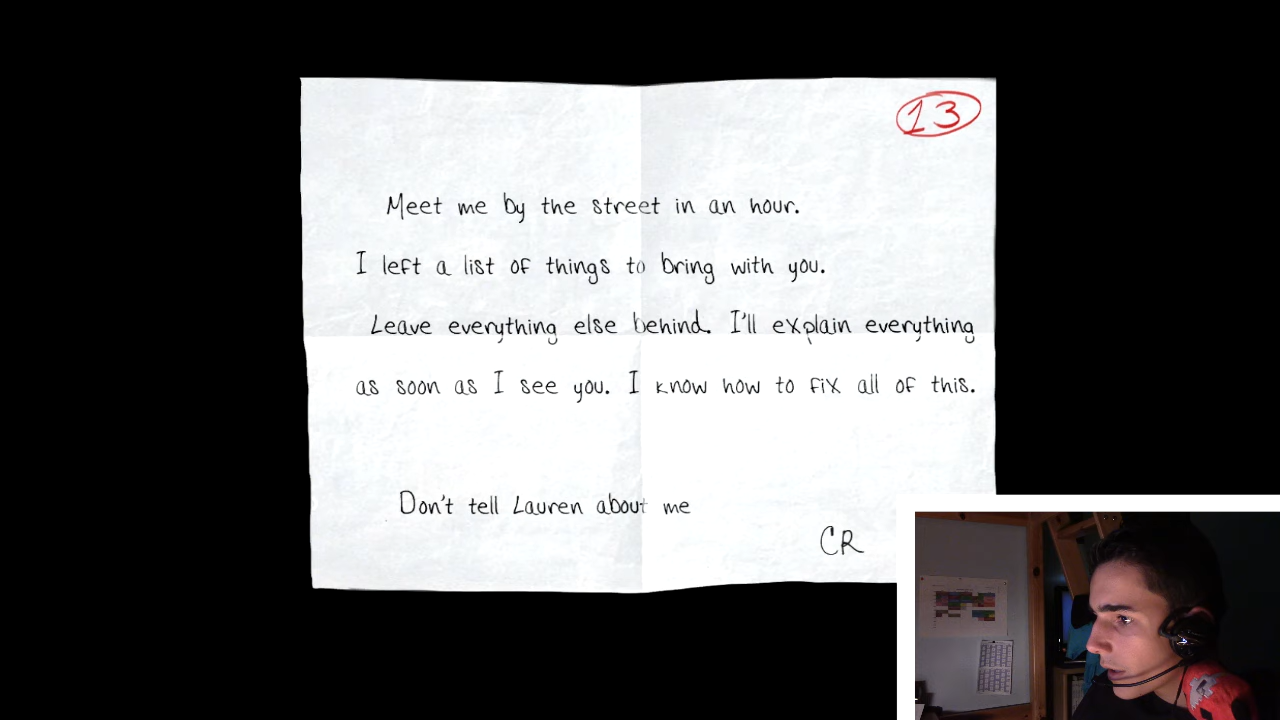 13
Meet me by the street in an hour.
I left a list of things to bring with you.
Leave everything else behind. I'll explain everything
as soon as I see you. I know how to fix all of this.
Don't tell Lauren about me
CR